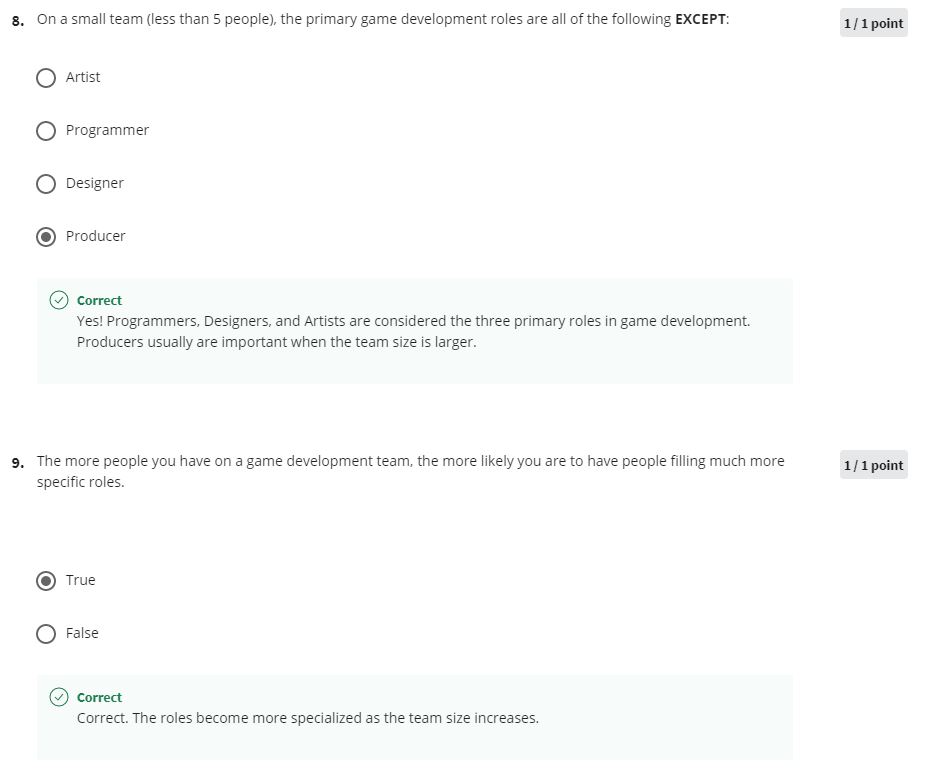 8. On a small team (less than 5 people), the primary game development roles are all of the following EXCEPT:
1 / 1 point
Artist
Programmer
Designer
Producer
Correct
Yes! Programmers, Designers, and Artists are considered the three primary roles in game development.
Producers usually are important when the team size is larger.
9. The more people you have on a game development team, the more likely you are to have people filling much more
specific roles.
1 / 1 point
True
False
Correct
Correct. The roles become more specialized as the team size increases.